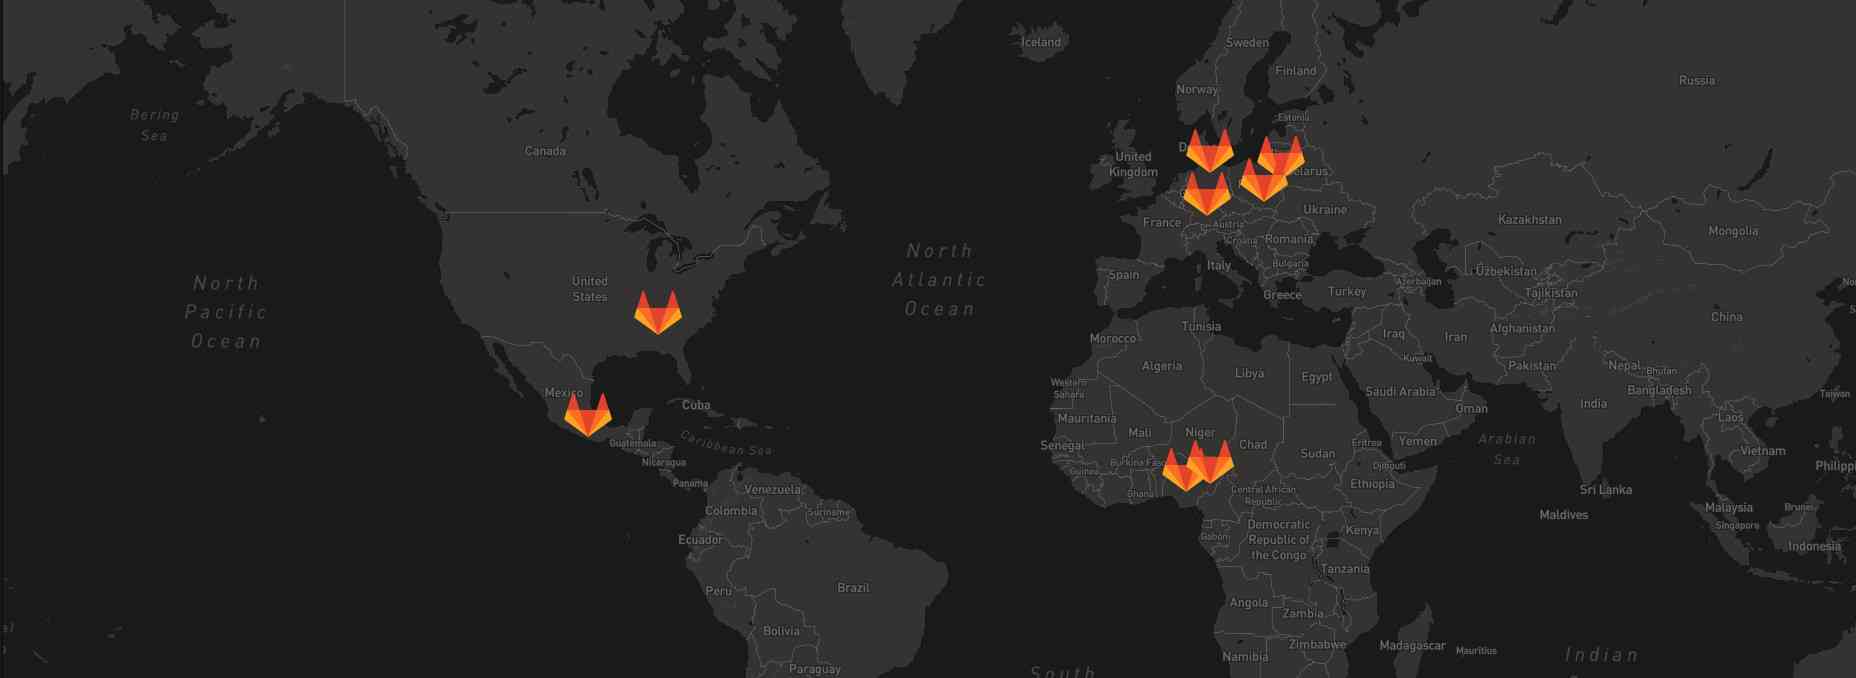 Iceland
Sweden
Finland
Russia
Norway
Estonia
Bering
Sea
Canada
United
Kingdom
elarus
Ukraine
Kazakhstan
Mongolia
France
Austria
Croatia
Romania
North
Atlantic
Ocean
Italy
Bulgaria
Spain
Greece
Turkey
Azerbaijan
Uzbekistan
Tajikistan
North
Pacific
Ocean
United
States
China
Tunisia
Morocco
Iraq
Iran
Afghanistan
Algeria
Libya
Egypt
Kuwait
Pakistan
Nepal
Bhutan
Western
Sahara
Saudi Arabia
Bangladesh
Taiwan
Mexico
Cuba
India
Oman
Laos
Mauritania
Mali
Niger
Chad
Senegal
Eritrea
Yemen
Arabian
Sea
Vietnam
Guatemala
Caribbean Sea
Nicaragua
Burkina Faso
Sudan
Djibouti
Philippi
Guinea
Ghana
Ethiopia
Panama
Venezuela
Central African
Republic
Sri Lanka
Maldives
Malaysia
Brunei
Singapore
Colombia
Suriname
Ecuador
Gabon
Democratic
Republic of
the Congo
Kenya
Indonesia
Tanzania
Peru
Brazil
Angola
Zambia
Bolivia
Zimbabwe
Madagascar
Mauritius
Namibia
Indian
Paraguay
South